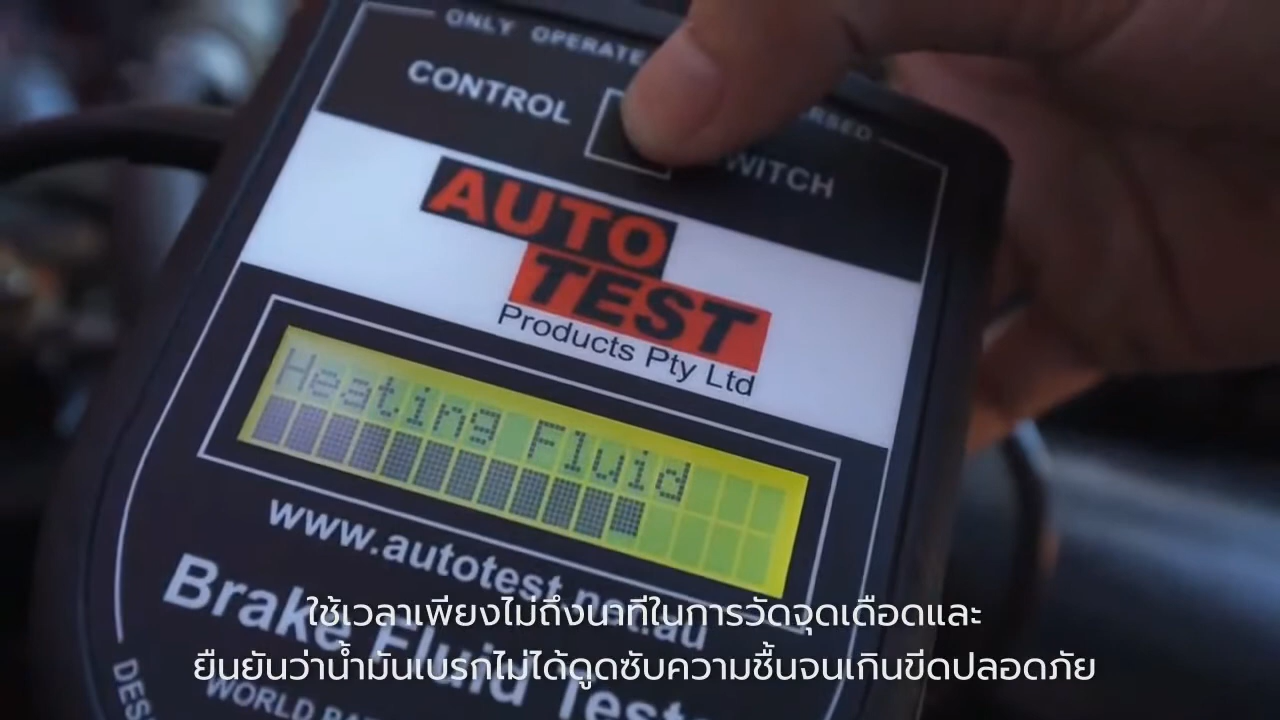 ONLY OPERATE
CONTROL
AUTO
TEST
Products Pty Ltd
Heating Fluid
www.autotest.net.au
Brake Fluid
ใช้เวลาเพียงไม่ถึงนาทีในการวัดจุดเดือดและ
ยืนยันว่าน้ำมันเบรกไม่ได้ดูดซับความชื้นจนเกินขีดปลอดภัย
WORLD